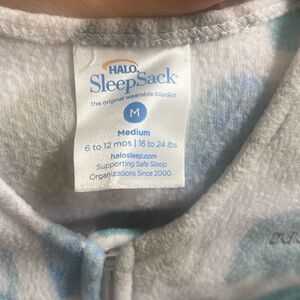 HALO
SleepSack
the original wearable blanket
M
Medium
6 to 12 mos | 16 to 24 lbs
halosleep.com
Supporting Safe Sleep
Organizations Since 2000.